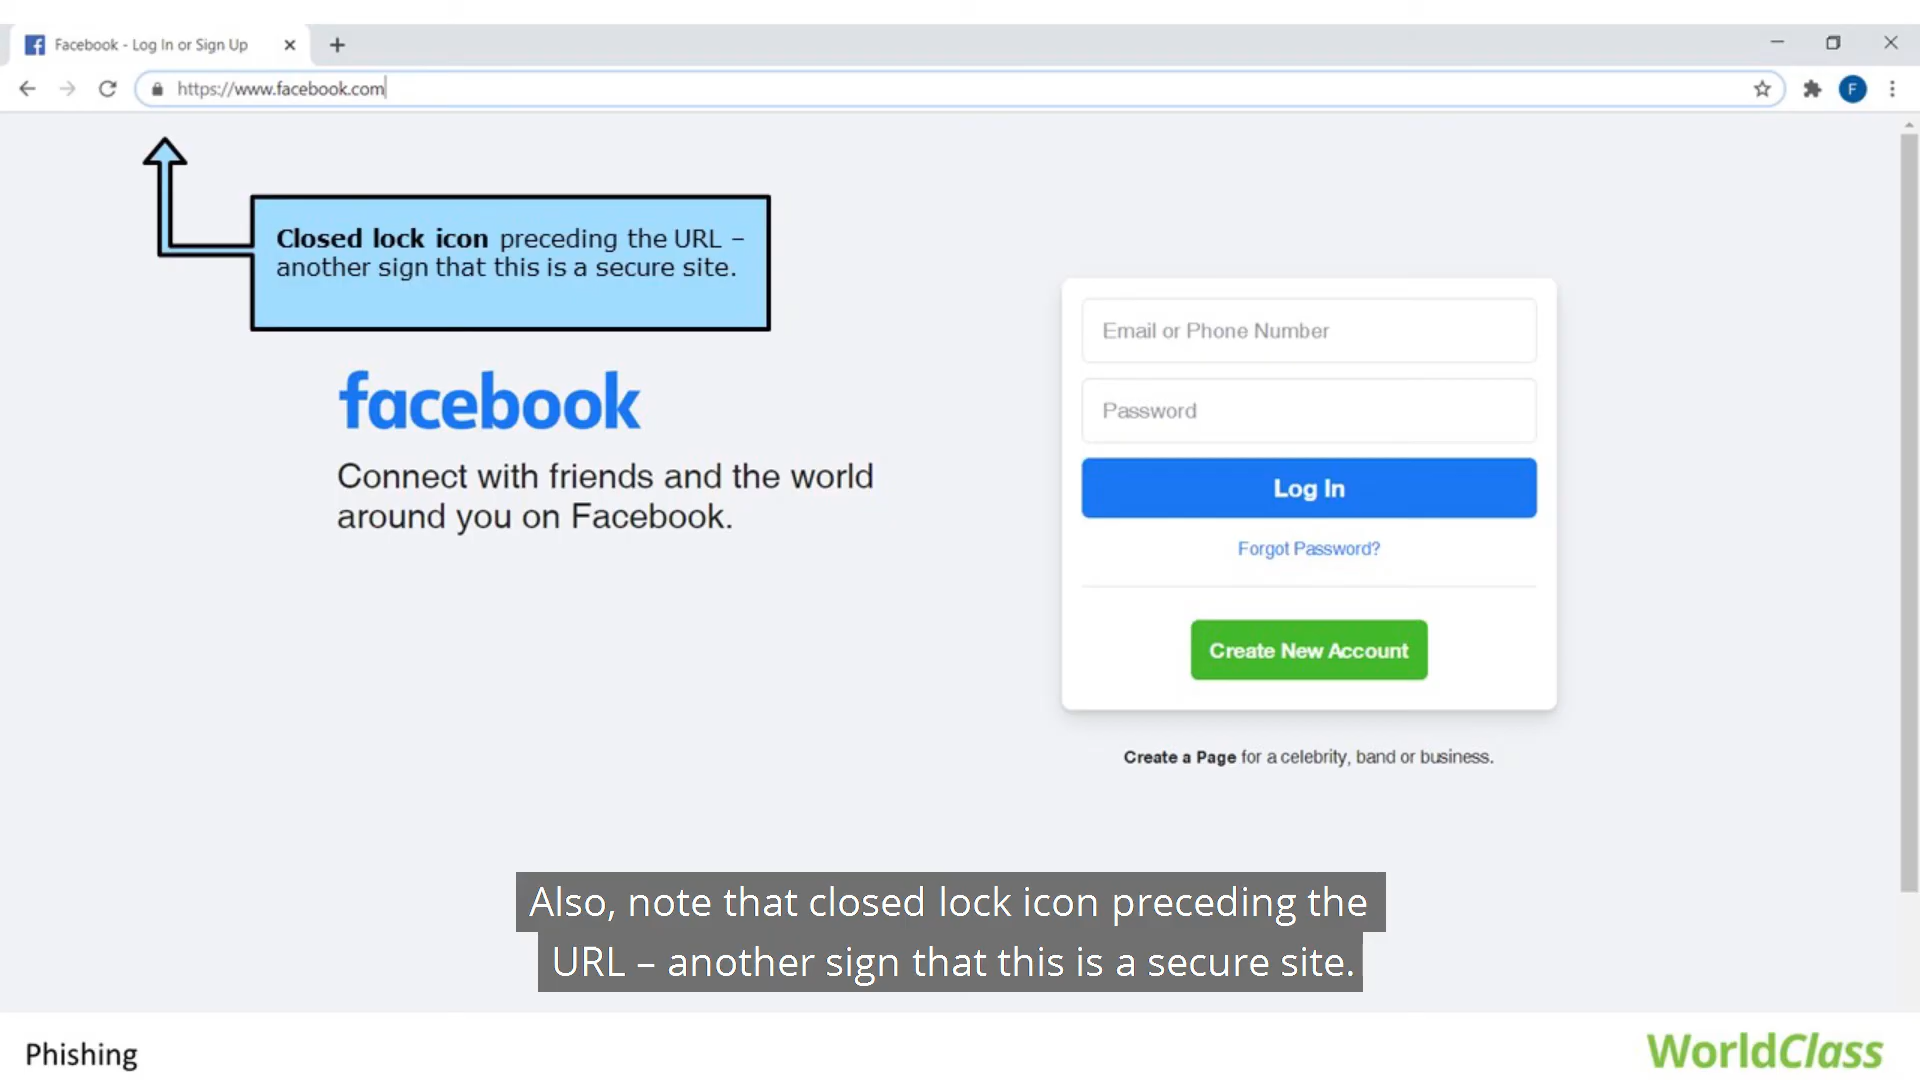 Facebook - Log In or Sign Up
https://www.facebook.com
F
Closed lock icon preceding the URL –
another sign that this is a secure site.
facebook
Connect with friends and the world
around you on Facebook.
Email or Phone Number
Password
Log In
Forgot Password?
Create New Account
Create a Page for a celebrity, band or business.
Also, note that closed lock icon preceding the
URL – another sign that this is a secure site.
Phishing
WorldClass